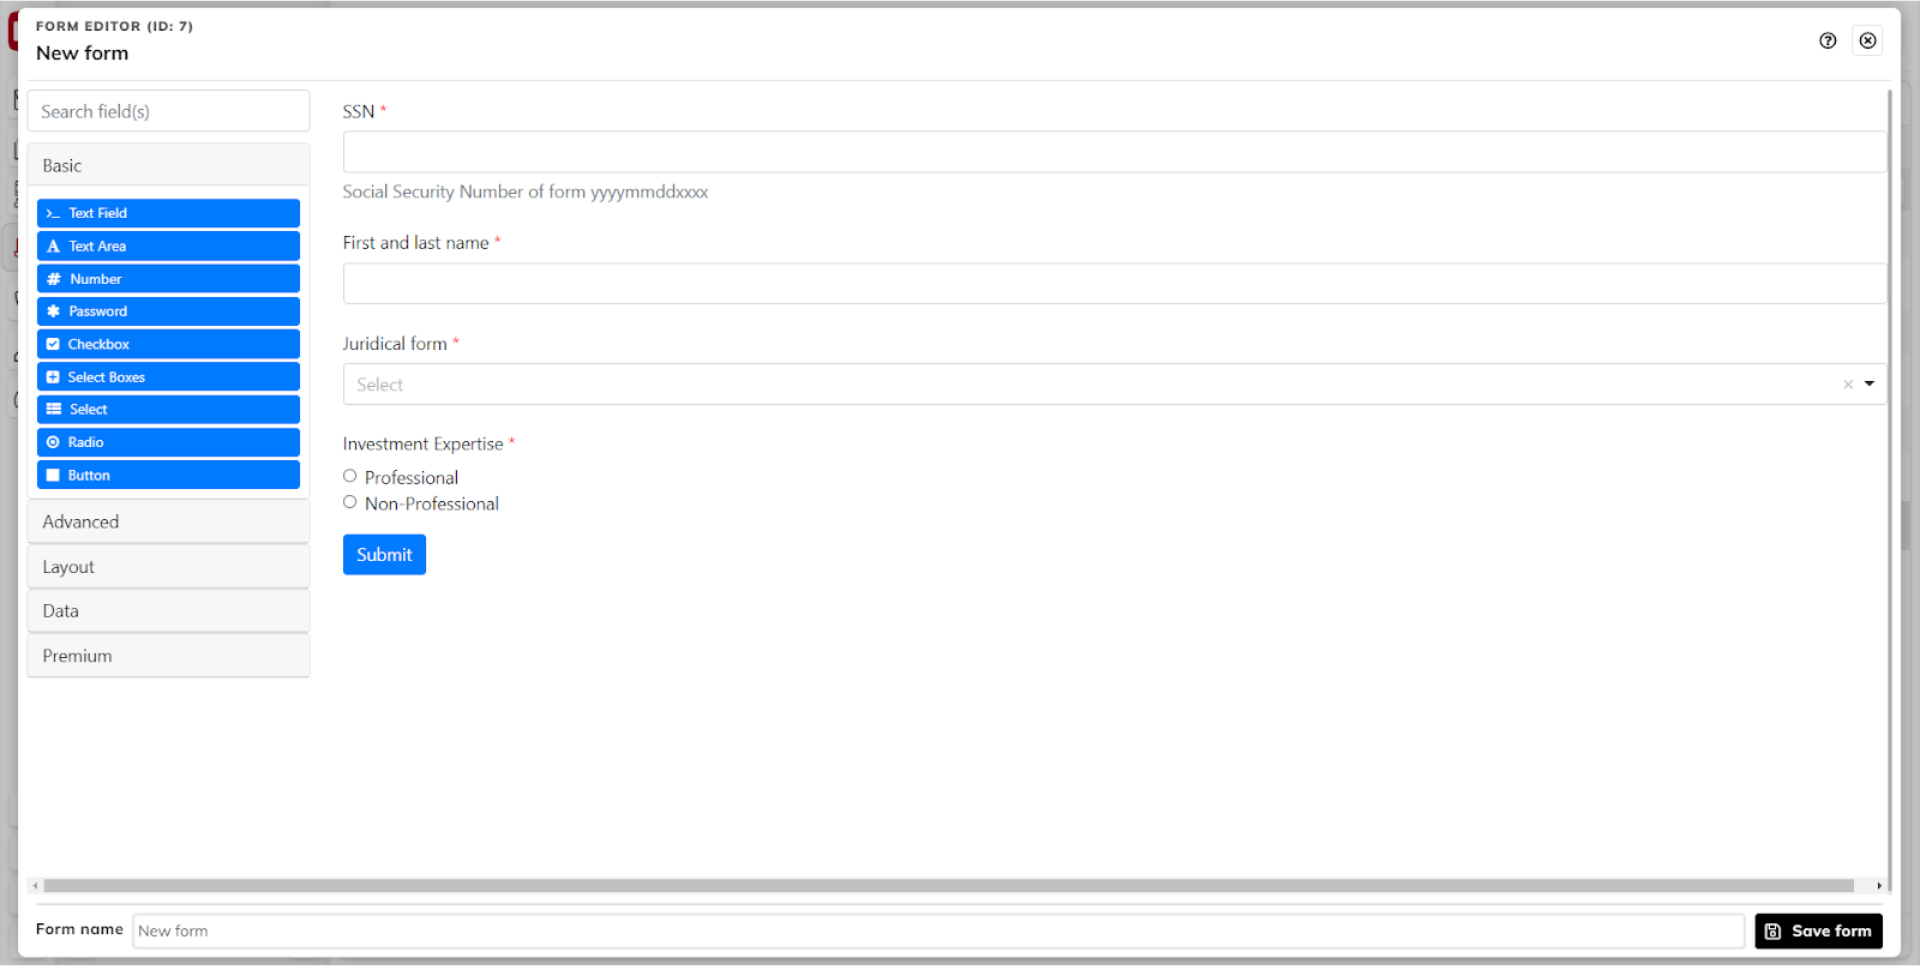 FORM EDITOR (ID: 7)
New form
Search field(s)
Basic
Text Field
Text Area
Number
Password
Checkbox
Select Boxes
Select
Radio
Button
Advanced
Layout
Data
Premium
SSN *
Social Security Number of form yyyymmddxxxx
First and last name *
Juridical form *
Select
Investment Expertise *
Professional
Non-Professional
Submit
Form name New form Save form